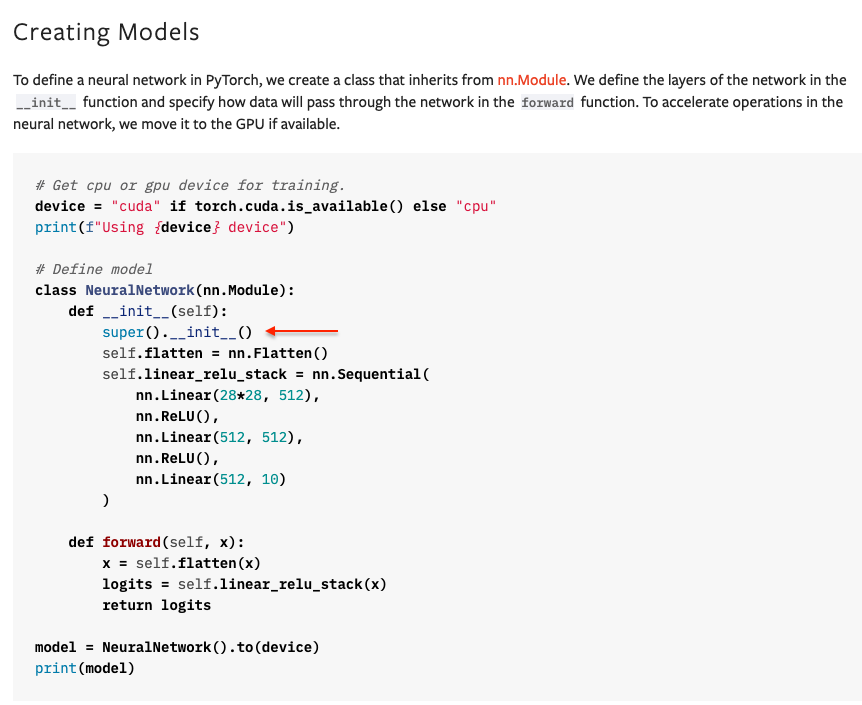 Creating Models
To define a neural network in PyTorch, we create a class that inherits from nn.Module. We define the layers of the network in the
__init__ function and specify how data will pass through the network in the forward function. To accelerate operations in the
neural network, we move it to the GPU if available.
# Get cpu or gpu device for training.
device = "cuda" if torch.cuda.is_available() else "cpu"
print(f"Using {device} device")
# Define model
class NeuralNetwork(nn.Module):
    def __init__(self):
        super().__init__()
        self.flatten = nn.Flatten()
        self.linear_relu_stack = nn.Sequential(
            nn.Linear(28*28, 512),
            nn.ReLU(),
            nn.Linear(512, 512),
            nn.ReLU(),
            nn.Linear(512, 10)
        )
    def forward(self, x):
        x = self.flatten(x)
        logits = self.linear_relu_stack(x)
        return logits
model = NeuralNetwork().to(device)
print(model)